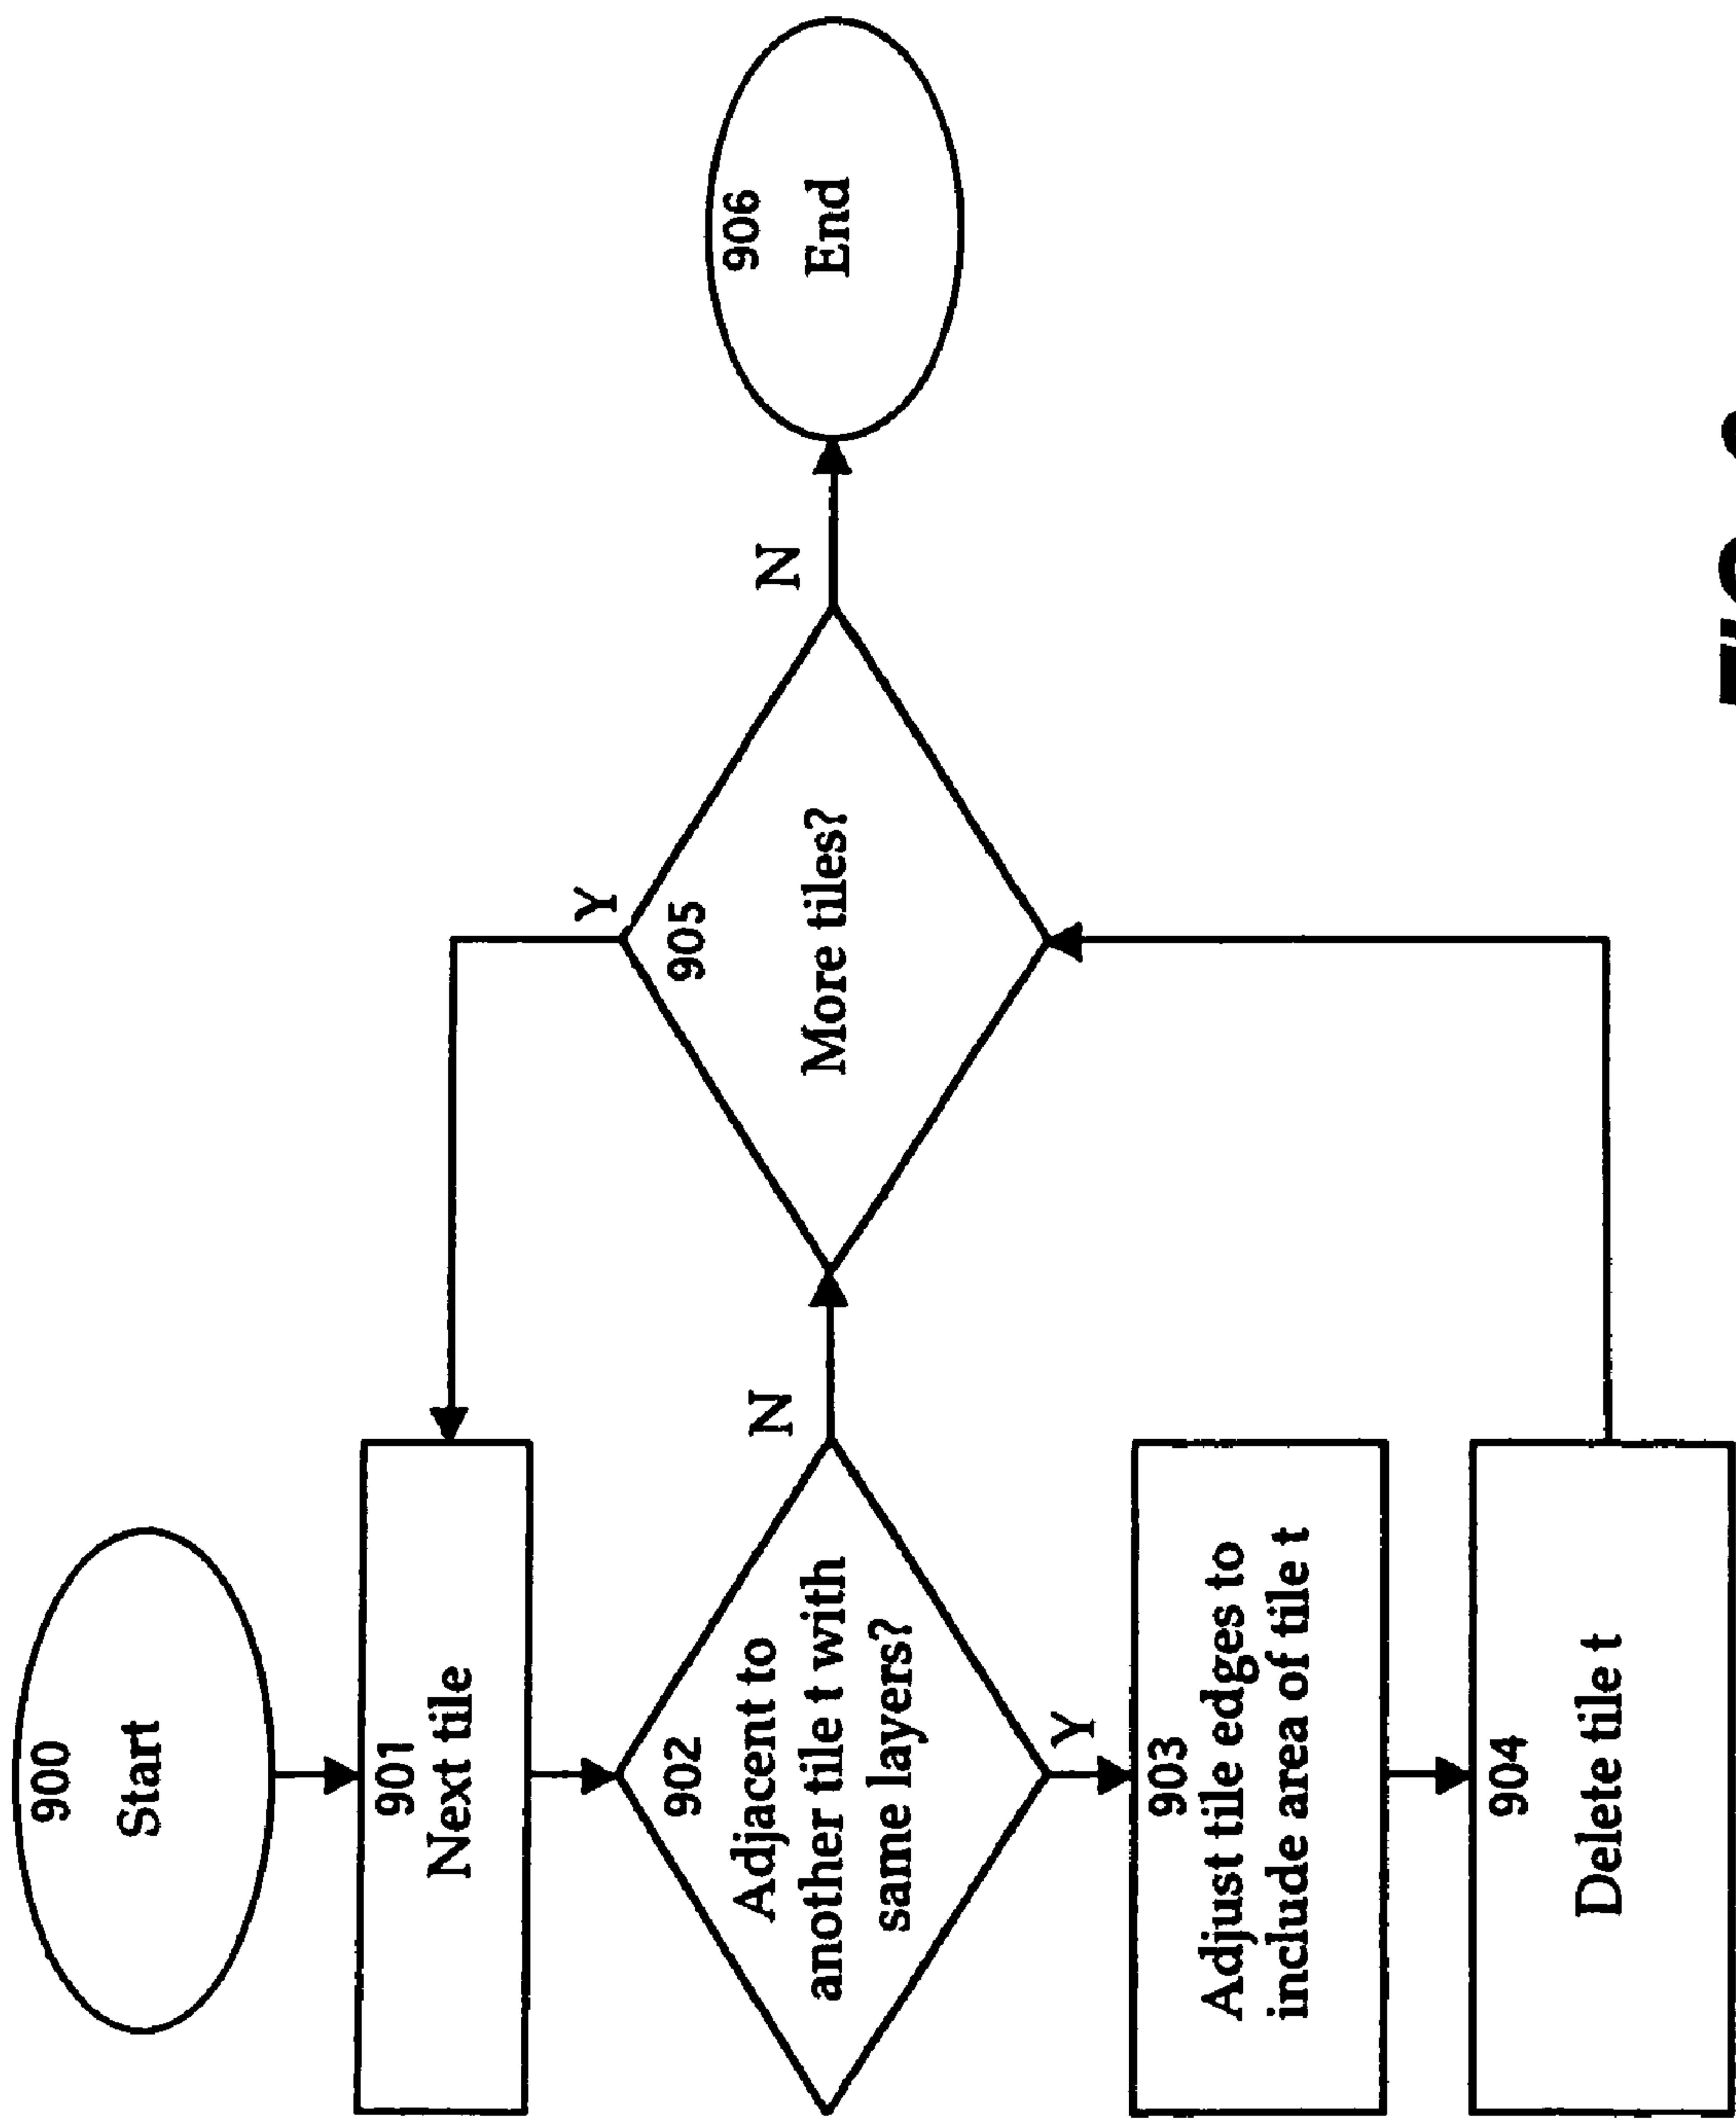 900
Start
901
Next tile
902
Adjacent to
another tile t with
same layers?
N
Y
903
Adjust tile edges to
include area of tile t
904
Delete tile t
905
More tiles?
Y
N
906
End